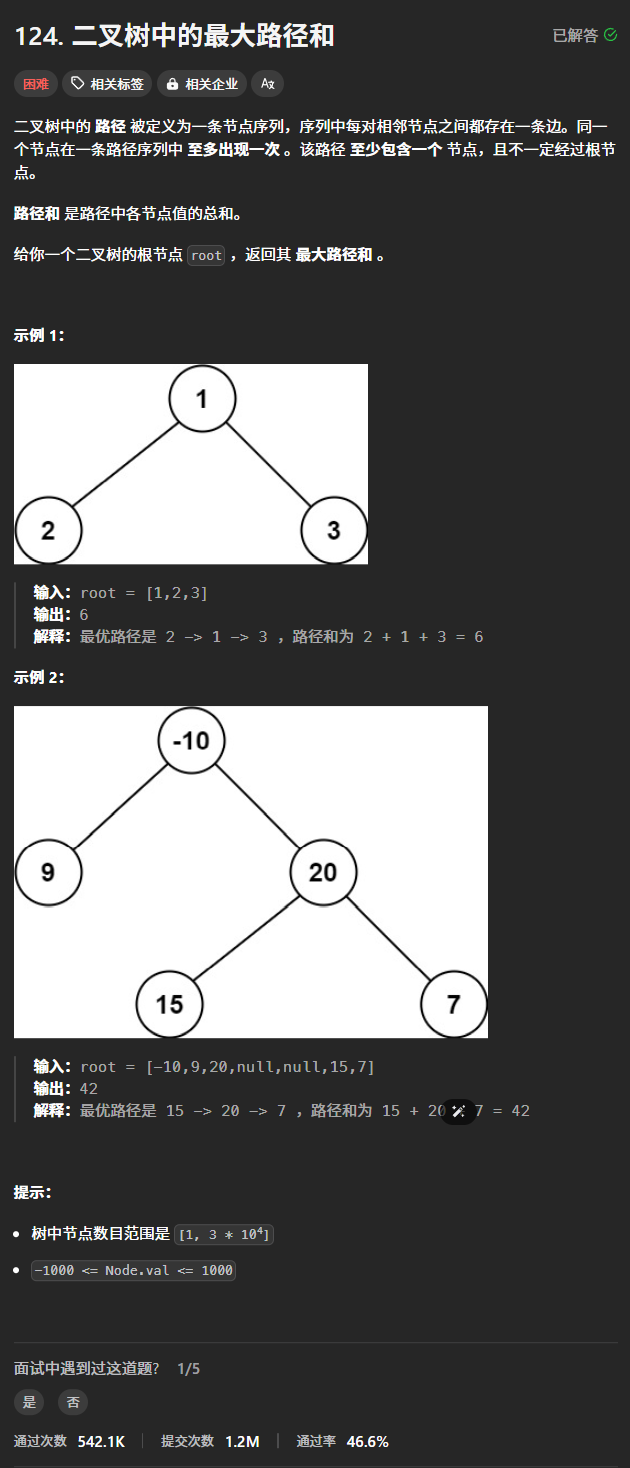 124. 二叉树中的最大路径和
已解答
困难 相关标签 相关企业
二叉树中的 路径 被定义为一条节点序列，序列中每对相邻节点之间都存在一条边。同一
个节点在一条路径序列中 至多出现一次 。该路径 至少包含一个 节点，且不一定经过根节
点。
路径和 是路径中各节点值的总和。
给你一个二叉树的根节点 root ，返回其 最大路径和 。
示例 1：
1
2 3
输入：root = [1,2,3]
输出：6
解释：最优路径是 2 -> 1 -> 3 ，路径和为 2 + 1 + 3 = 6
示例 2：
-10
9 20
15 7
输入：root = [-10,9,20,null,null,15,7]
输出：42
解释：最优路径是 15 -> 20 -> 7 ，路径和为 15 + 20 7 = 42
提示：
树中节点数目范围是 [1, 3 * 10⁴]
-1000 <= Node.val <= 1000
面试中遇到过这道题? 1/5
是 否
通过次数 542.1K 提交次数 1.2M 通过率 46.6%